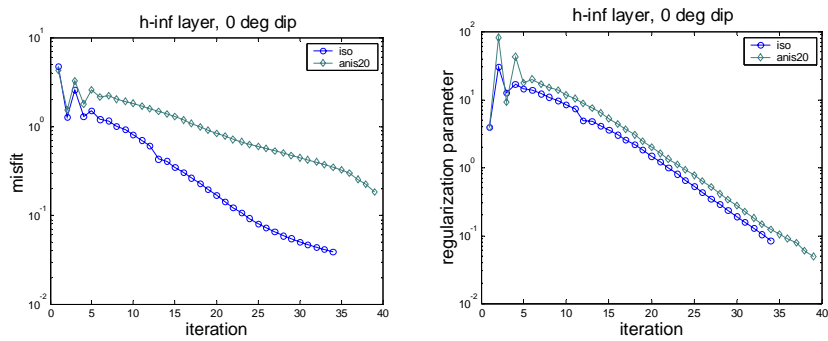 h-inf layer, 0 deg dip
10^1
10^0
10^-1
10^-2
misfit
iso
anis20
0 5 10 15 20 25 30 35 40
iteration
h-inf layer, 0 deg dip
10^2
10^1
10^0
10^-1
10^-2
regularization parameter
iso
anis20
0 5 10 15 20 25 30 35 40
iteration